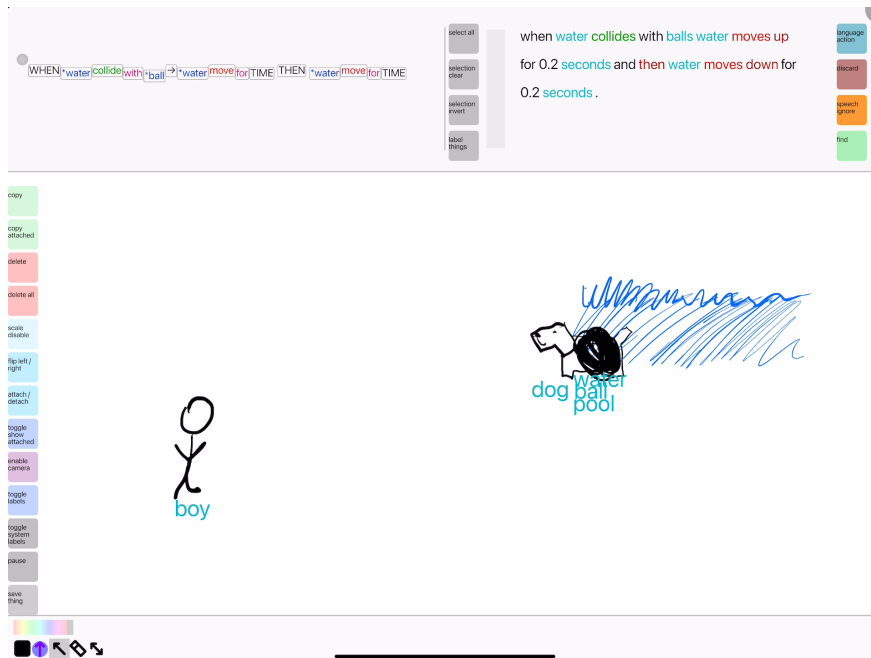 WHEN *water collide with *ball → *water move for TIME THEN *water move for TIME
select all
selection clear
selection invert
label things
when water collides with balls water moves up
for 0.2 seconds and then water moves down for
0.2 seconds .
language action
discard
speech ignore
find
copy
copy attached
delete
delete all
scale disable
flip left / right
attach / detach
toggle show attached
enable camera
toggle labels
toggle system labels
pause
save thing
dog
water
ball
pool
boy